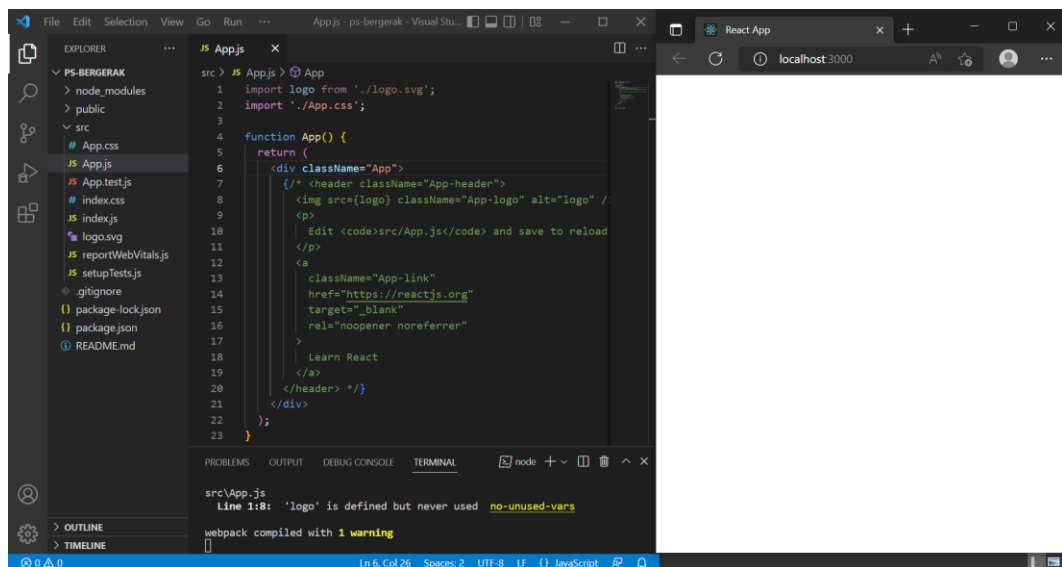 File Edit Selection View Go Run ··· App.js - ps-bergerak - Visual Stu...
EXPLORER ···
PS-BERGERAK
node_modules
public
src
# App.css
JS App.js
JS App.test.js
# index.css
JS index.js
logo.svg
JS reportWebVitals.js
JS setupTests.js
.gitignore
{} package-lock.json
{} package.json
README.md
OUTLINE
TIMELINE
JS App.js ×
src > JS App.js > App
1 import logo from './logo.svg';
2 import './App.css';
3
4 function App() {
5 return (
6 <div className="App">
7 {/* <header className="App-header">
8 <img src={logo} className="App-logo" alt="logo" /
9 <p>
10 Edit <code>src/App.js</code> and save to reload
11 </p>
12 <a
13 className="App-link"
14 href="https://reactjs.org"
15 target="_blank"
16 rel="noopener noreferrer"
17 >
18 Learn React
19 </a>
20 </header> */}
21 </div>
22 );
23 }
PROBLEMS OUTPUT DEBUG CONSOLE TERMINAL node
src\App.js
Line 1:8: 'logo' is defined but never used no-unused-vars
webpack compiled with 1 warning
0 0 Ln 6, Col 26 Spaces: 2 UTF-8 LF {} JavaScript
React App
localhost:3000